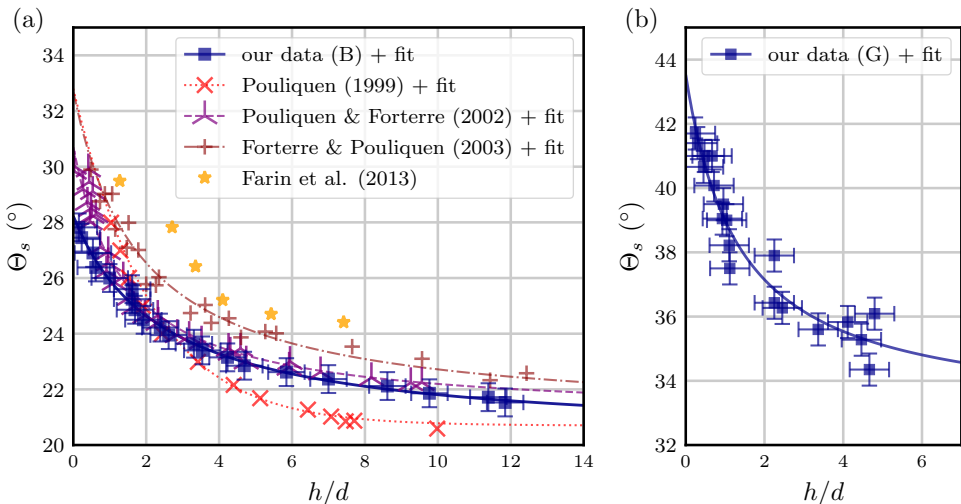 (a)
(b)
34
32
30
28
26
24
22
20
Θs (°)
0 2 4 6 8 10 12 14
h/d
our data (B) + fit
Pouliquen (1999) + fit
Pouliquen & Forterre (2002) + fit
Forterre & Pouliquen (2003) + fit
Farin et al. (2013)
44
42
40
38
36
34
32
Θs (°)
0 2 4 6
h/d
our data (G) + fit